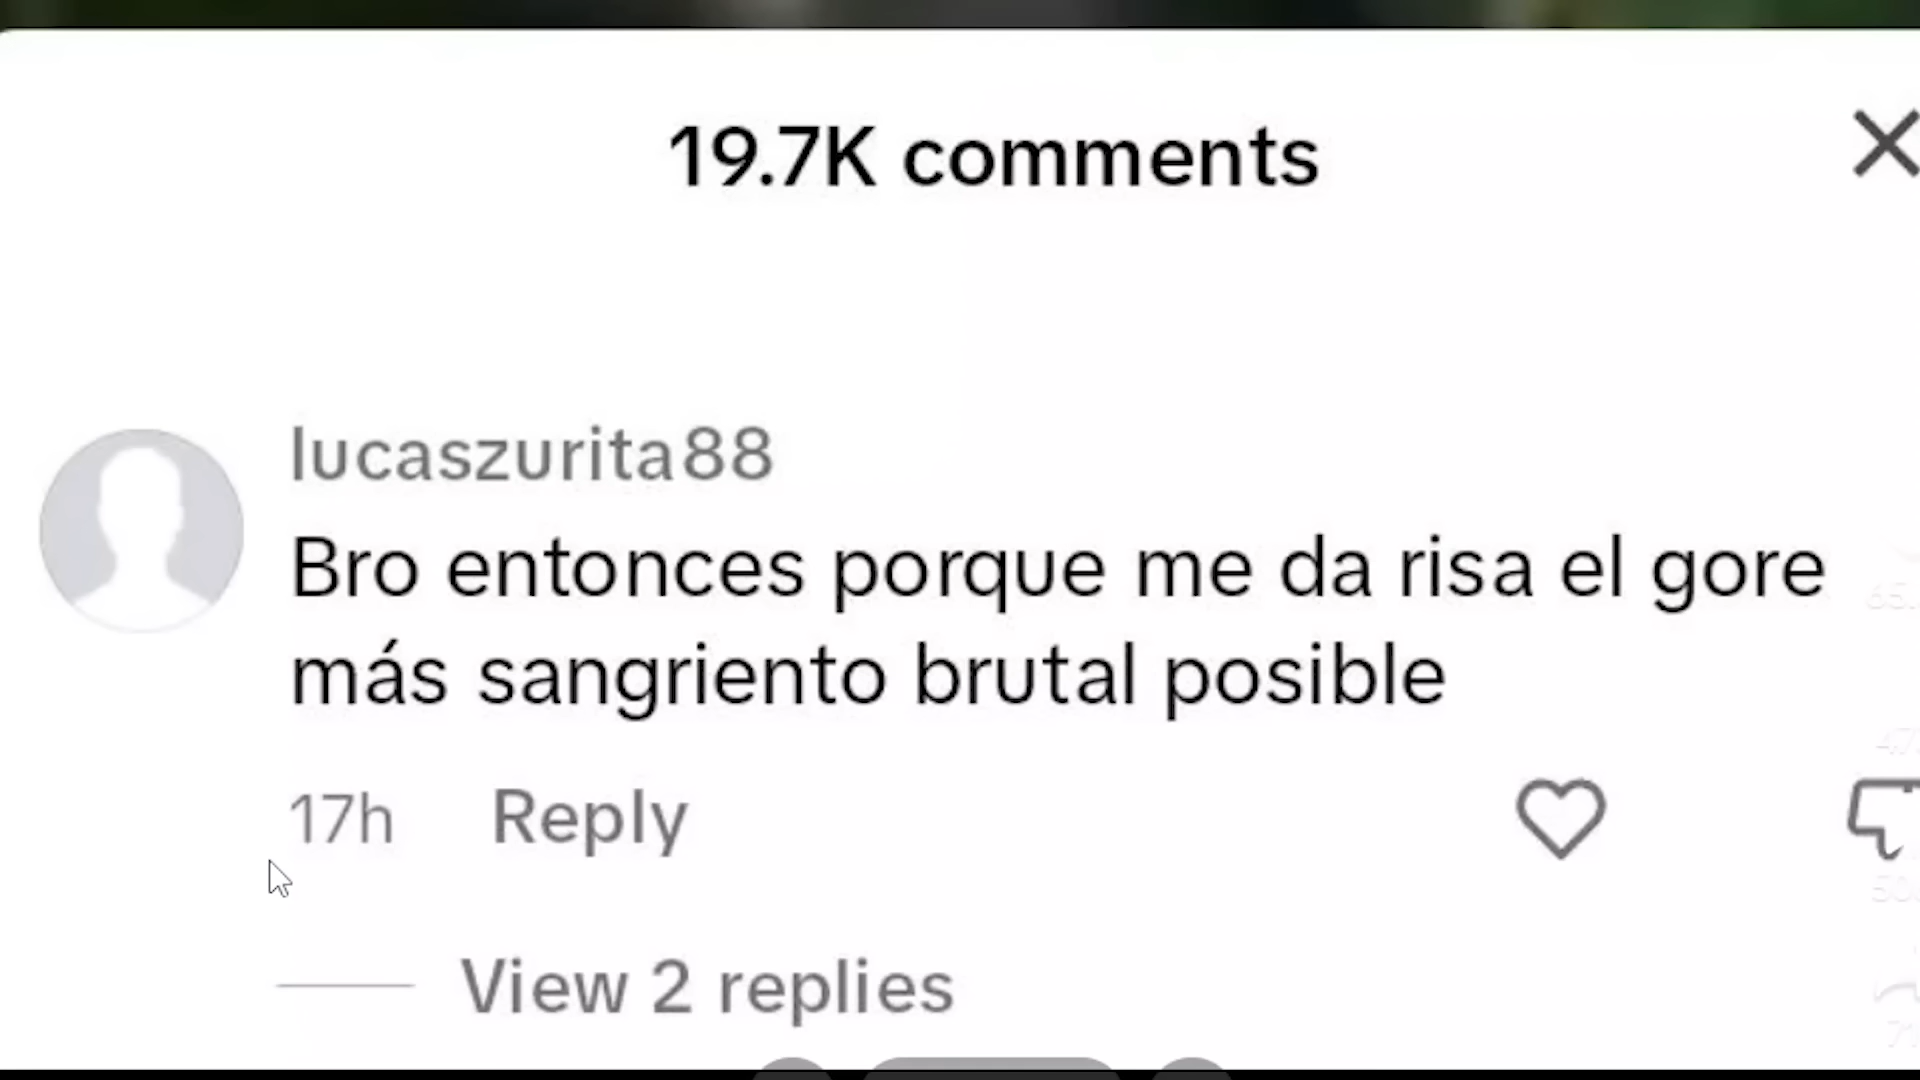 19.7K comments
lucaszurita88
Bro entonces porque me da risa el gore
más sangriento brutal posible
17h Reply
View 2 replies